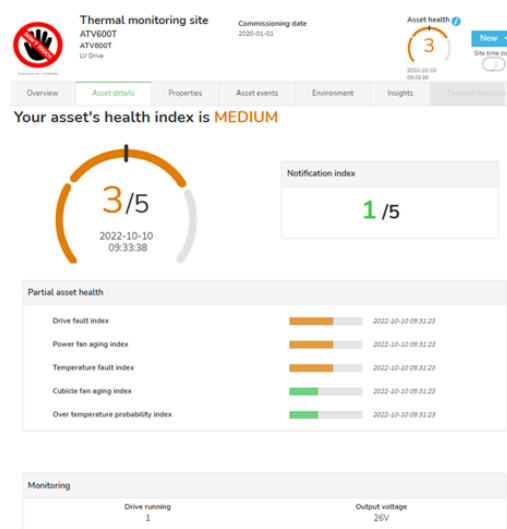 Thermal monitoring site
ATV600T
ATV600T
LV Drive
Commissioning date
2020-01-01
Asset health
3
2022-10-10
09:33:38
New
Site time zo
Overview
Asset details
Properties
Asset events
Environment
Insights
Thermal monitorin
Your asset's health index is MEDIUM
3/5
2022-10-10
09:33:38
Notification index
1 /5
Partial asset health
Drive fault index 2022-10-10 09:31:23
Power fan aging index 2022-10-10 09:31:23
Temperature fault index 2022-10-10 09:31:23
Cubicle fan aging index 2022-10-10 09:31:23
Over temperature probability index 2022-10-10 09:31:23
Monitoring
Drive running
1
Output voltage
26V